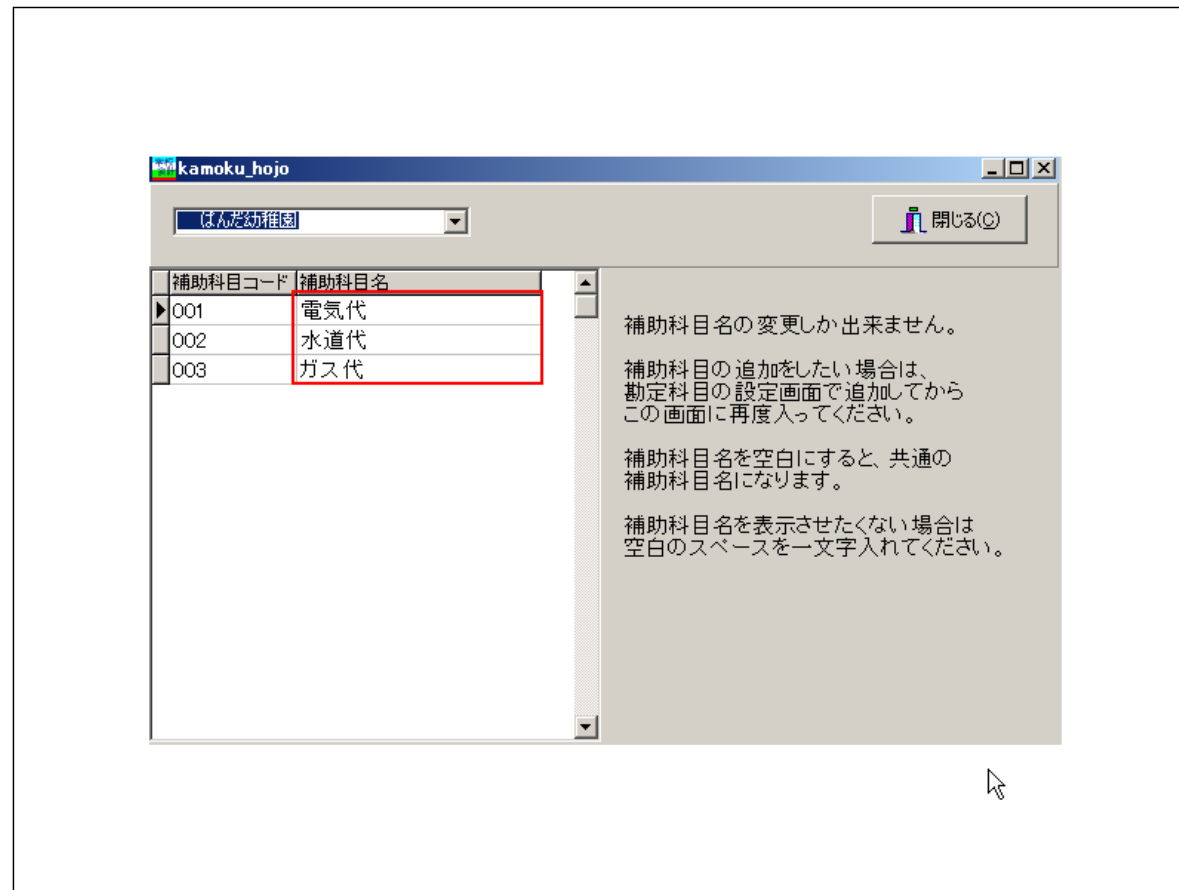 kamoku_hojo
ぱんだ幼稚園
閉じる(C)
補助科目コード 補助科目名
001 電気代
002 水道代
003 ガス代
補助科目名の変更しか出来ません。
補助科目の追加をしたい場合は、
勘定科目の設定画面で追加してから
この画面に再度入ってください。
補助科目名を空白にすると、共通の
補助科目名になります。
補助科目名を表示させたくない場合は
空白のスペースを一文字入れてください。